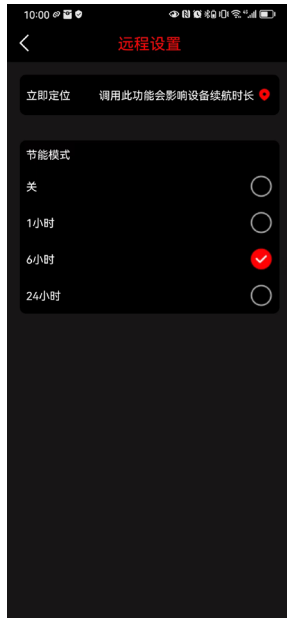 10:00
远程设置
立即定位 调用此功能会影响设备续航时长
节能模式
关
1小时
6小时
24小时